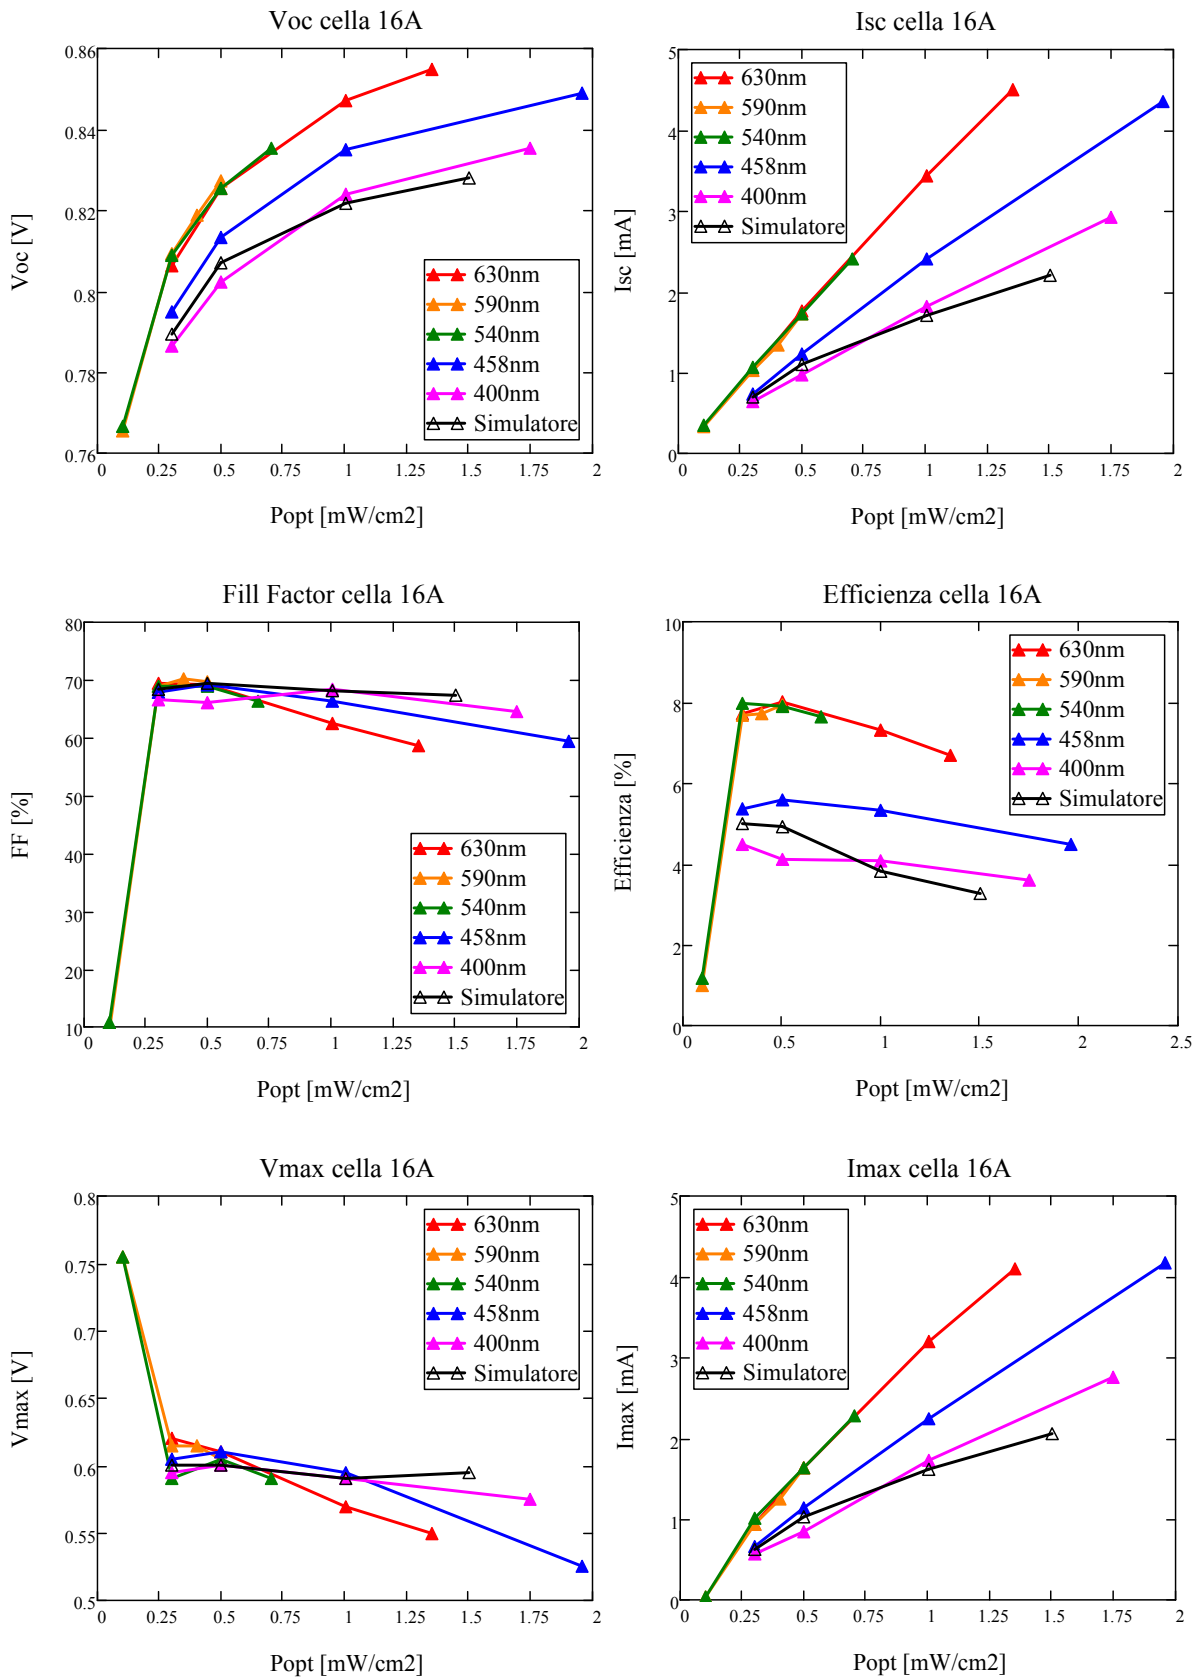 Voc cella 16A
0.86
0.84
0.82
0.8
0.78
0.76
0
0.25
0.5
0.75
1
1.25
1.5
1.75
2
Voc [V]
Popt [mW/cm2]
630nm
590nm
540nm
458nm
400nm
Simulatore
Isc cella 16A
5
4
3
2
1
0
0
0.25
0.5
0.75
1
1.25
1.5
1.75
2
Isc [mA]
Popt [mW/cm2]
630nm
590nm
540nm
458nm
400nm
Simulatore
Fill Factor cella 16A
80
70
60
50
40
30
20
10
0
0.25
0.5
0.75
1
1.25
1.5
1.75
2
FF [%]
Popt [mW/cm2]
630nm
590nm
540nm
458nm
400nm
Simulatore
Efficienza cella 16A
10
8
6
4
2
0
0
0.5
1
1.5
2
2.5
Efficienza [%]
Popt [mW/cm2]
630nm
590nm
540nm
458nm
400nm
Simulatore
Vmax cella 16A
0.8
0.75
0.7
0.65
0.6
0.55
0.5
0
0.25
0.5
0.75
1
1.25
1.5
1.75
2
Vmax [V]
Popt [mW/cm2]
630nm
590nm
540nm
458nm
400nm
Simulatore
Imax cella 16A
5
4
3
2
1
0
0
0.25
0.5
0.75
1
1.25
1.5
1.75
2
Imax [mA]
Popt [mW/cm2]
630nm
590nm
540nm
458nm
400nm
Simulatore